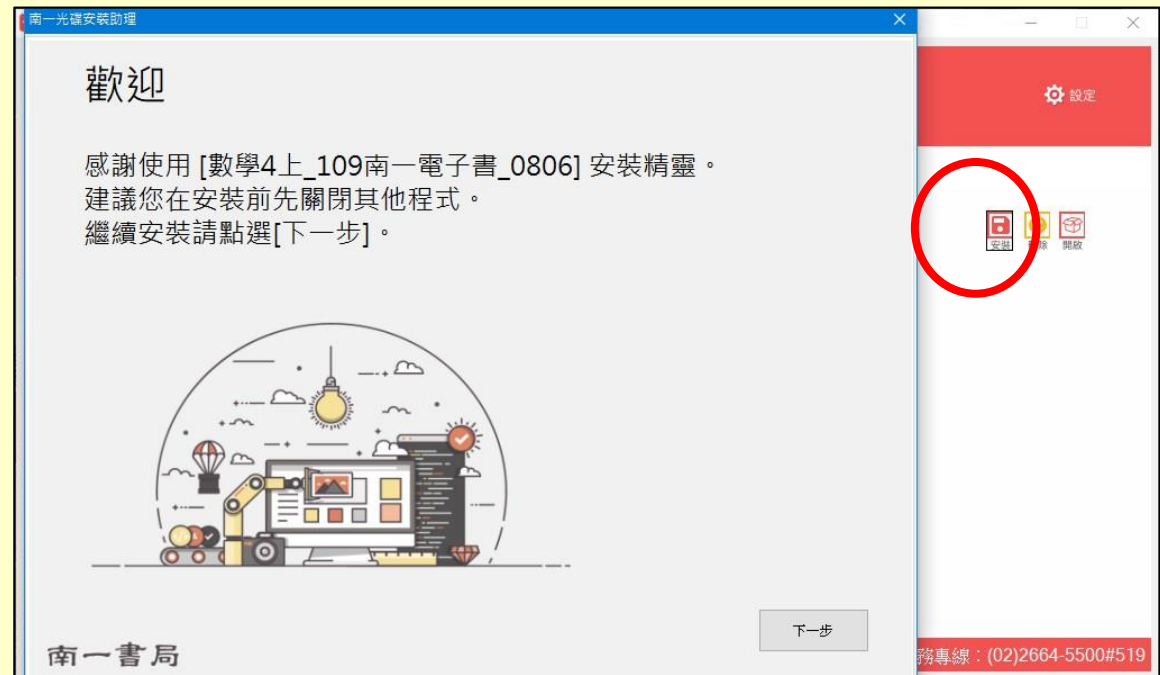 南一光碟安裝助理
設定
歡迎
感謝使用 [數學4上_109南一電子書_0806] 安裝精靈。
建議您在安裝前先關閉其他程式。
繼續安裝請點選[下一步]。
安裝
除
開啟
下一步
南一書局
務專線：(02)2664-5500#519